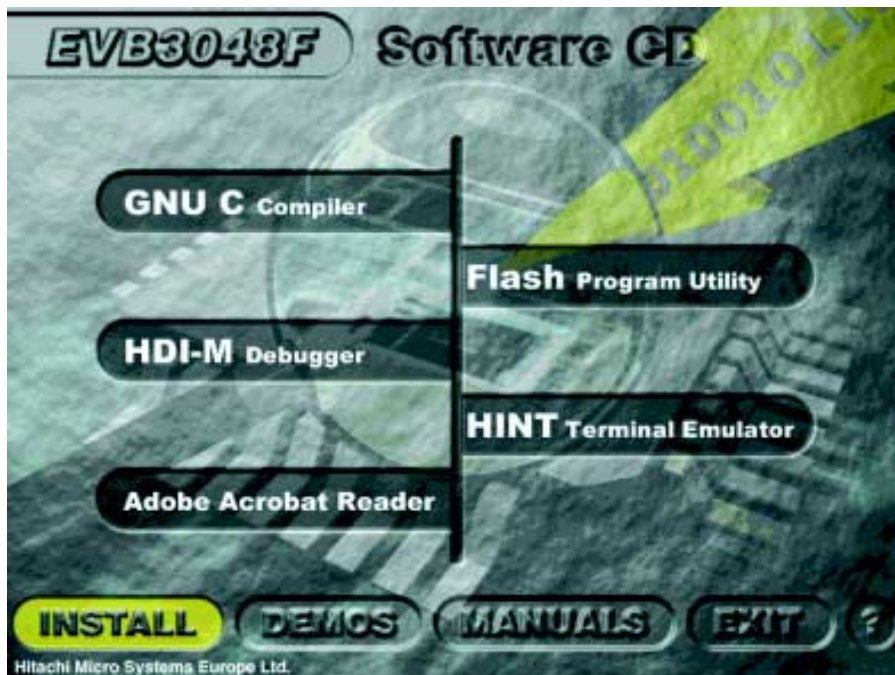 EVB3048F Software CD
01001011
GNU C Compiler
Flash Program Utility
HDI-M Debugger
HINT Terminal Emulator
Adobe Acrobat Reader
INSTALL DEMOS MANUALS EXIT ?
Hitachi Micro Systems Europe Ltd.